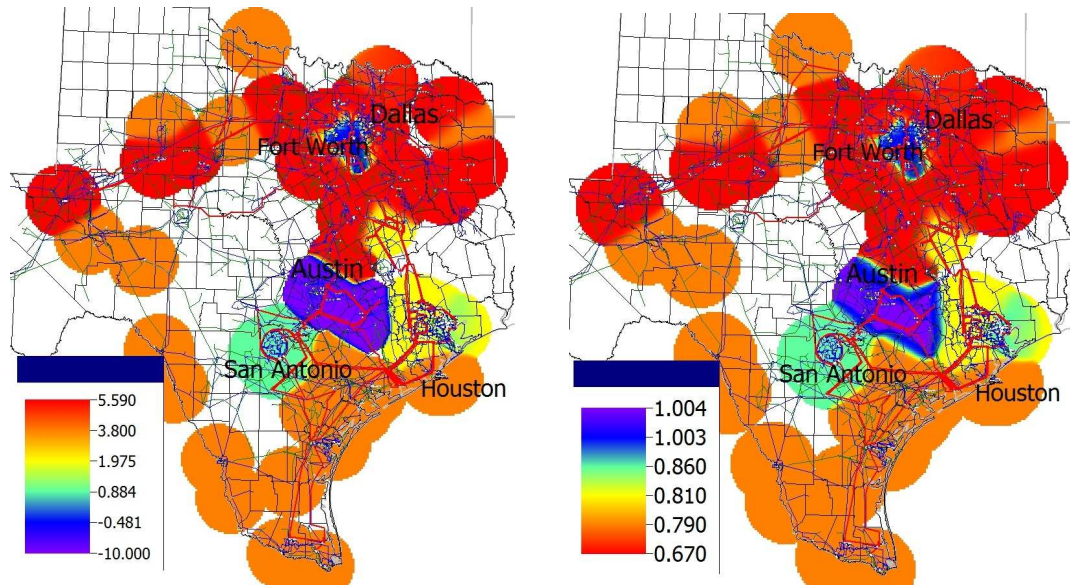 Dallas
Fort Worth
Austin
San Antonio
Houston
5.590
3.800
1.975
0.884
-0.481
-10.000
Dallas
Fort Worth
Austin
San Antonio
Houston
1.004
1.003
0.860
0.810
0.790
0.670